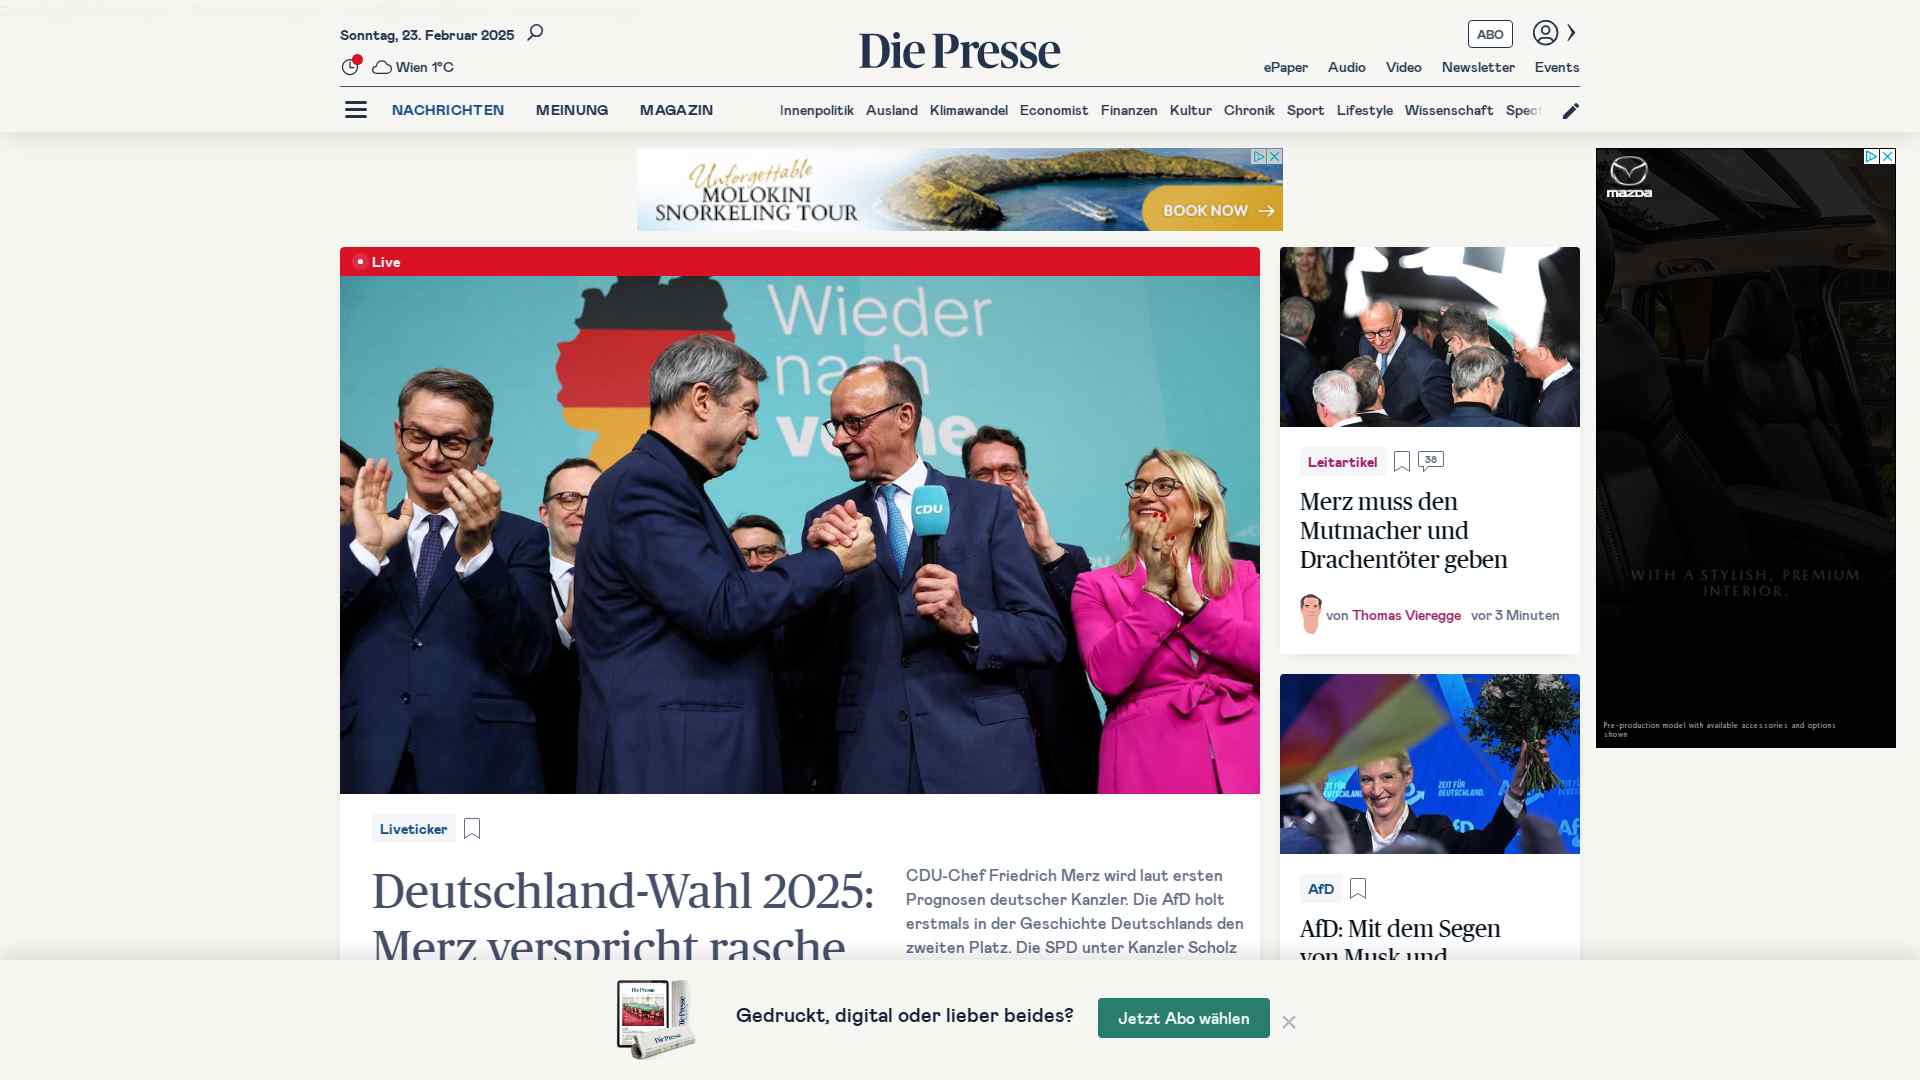 Sonntag, 23. Februar 2025
Wien 1°C
Die Presse
ABO
ePaper Audio Video Newsletter Events
NACHRICHTEN MEINUNG MAGAZIN
Innenpolitik Ausland Klimawandel Economist Finanzen Kultur Chronik Sport Lifestyle Wissenschaft
Unforgettable
MOLOKINI
SNORKELING TOUR
BOOK NOW
mazda
WITH A STYLISH, PREMIUM
INTERIOR.
Pre-production model with available accessories and options
shown
Live
Wieder
nach
CDU
Liveticker
Deutschland-Wahl 2025:
Merz verspricht rasche
CDU-Chef Friedrich Merz wird laut ersten
Prognosen deutscher Kanzler. Die AfD holt
erstmals in der Geschichte Deutschlands den
zweiten Platz. Die SPD unter Kanzler Scholz
Leitartikel
38
Merz muss den
Mutmacher und
Drachentöter geben
von Thomas Vieregge vor 3 Minuten
ZEIT FÜR
DEUTSCHLAND.
AfD
AfD: Mit dem Segen
von Musk und
Die Presse
Gedruckt, digital oder lieber beides?
Jetzt Abo wählen